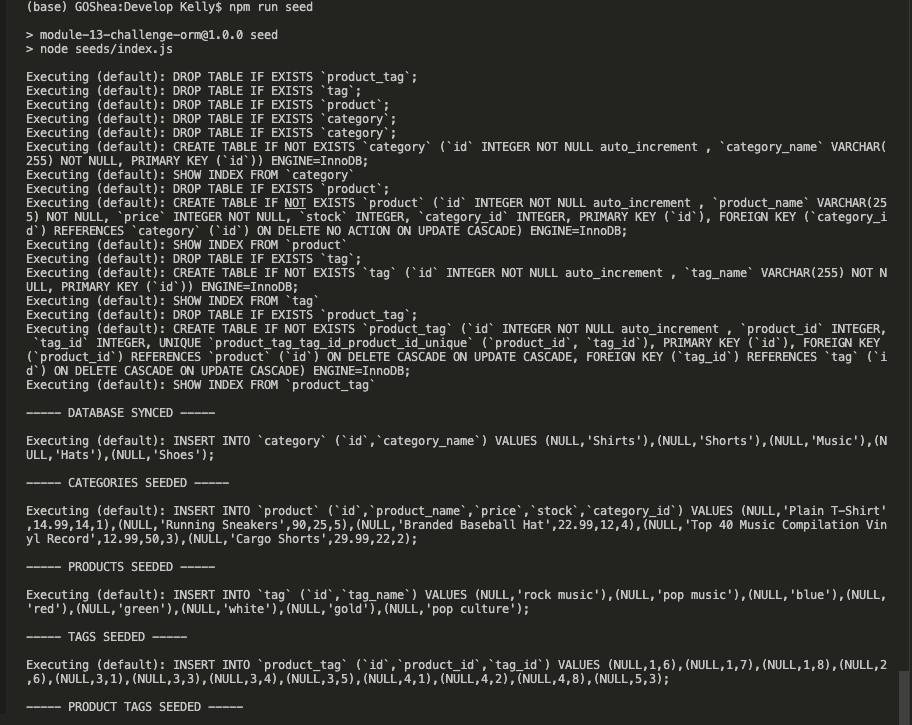 (base) GOShea:Develop Kelly$ npm run seed
> module-13-challenge-orm@1.0.0 seed
> node seeds/index.js
Executing (default): DROP TABLE IF EXISTS `product_tag`;
Executing (default): DROP TABLE IF EXISTS `tag`;
Executing (default): DROP TABLE IF EXISTS `product`;
Executing (default): DROP TABLE IF EXISTS `category`;
Executing (default): DROP TABLE IF EXISTS `category`;
Executing (default): CREATE TABLE IF NOT EXISTS `category` (`id` INTEGER NOT NULL auto_increment , `category_name` VARCHAR(
255) NOT NULL, PRIMARY KEY (`id`)) ENGINE=InnoDB;
Executing (default): SHOW INDEX FROM `category`
Executing (default): DROP TABLE IF EXISTS `product`;
Executing (default): CREATE TABLE IF NOT EXISTS `product` (`id` INTEGER NOT NULL auto_increment , `product_name` VARCHAR(25
5) NOT NULL, `price` INTEGER NOT NULL, `stock` INTEGER, `category_id` INTEGER, PRIMARY KEY (`id`), FOREIGN KEY (`category_i
d`) REFERENCES `category` (`id`) ON DELETE NO ACTION ON UPDATE CASCADE) ENGINE=InnoDB;
Executing (default): SHOW INDEX FROM `product`
Executing (default): DROP TABLE IF EXISTS `tag`;
Executing (default): CREATE TABLE IF NOT EXISTS `tag` (`id` INTEGER NOT NULL auto_increment , `tag_name` VARCHAR(255) NOT N
ULL, PRIMARY KEY (`id`)) ENGINE=InnoDB;
Executing (default): SHOW INDEX FROM `tag`
Executing (default): DROP TABLE IF EXISTS `product_tag`;
Executing (default): CREATE TABLE IF NOT EXISTS `product_tag` (`id` INTEGER NOT NULL auto_increment , `product_id` INTEGER,
 `tag_id` INTEGER, UNIQUE `product_tag_tag_id_product_id_unique` (`product_id`, `tag_id`), PRIMARY KEY (`id`), FOREIGN KEY
(`product_id`) REFERENCES `product` (`id`) ON DELETE CASCADE ON UPDATE CASCADE, FOREIGN KEY (`tag_id`) REFERENCES `tag` (`i
d`) ON DELETE CASCADE ON UPDATE CASCADE) ENGINE=InnoDB;
Executing (default): SHOW INDEX FROM `product_tag`
----- DATABASE SYNCED -----
Executing (default): INSERT INTO `category` (`id`,`category_name`) VALUES (NULL,'Shirts'),(NULL,'Shorts'),(NULL,'Music'),(N
ULL,'Hats'),(NULL,'Shoes');
----- CATEGORIES SEEDED -----
Executing (default): INSERT INTO `product` (`id`,`product_name`,`price`,`stock`,`category_id`) VALUES (NULL,'Plain T-Shirt'
,14.99,14,1),(NULL,'Running Sneakers',90,25,5),(NULL,'Branded Baseball Hat',22.99,12,4),(NULL,'Top 40 Music Compilation Vin
yl Record',12.99,50,3),(NULL,'Cargo Shorts',29.99,22,2);
----- PRODUCTS SEEDED -----
Executing (default): INSERT INTO `tag` (`id`,`tag_name`) VALUES (NULL,'rock music'),(NULL,'pop music'),(NULL,'blue'),(NULL,
'red'),(NULL,'green'),(NULL,'white'),(NULL,'gold'),(NULL,'pop culture');
----- TAGS SEEDED -----
Executing (default): INSERT INTO `product_tag` (`id`,`product_id`,`tag_id`) VALUES (NULL,1,6),(NULL,1,7),(NULL,1,8),(NULL,2
,6),(NULL,3,1),(NULL,3,3),(NULL,3,4),(NULL,3,5),(NULL,4,1),(NULL,4,2),(NULL,4,8),(NULL,5,3);
----- PRODUCT TAGS SEEDED -----